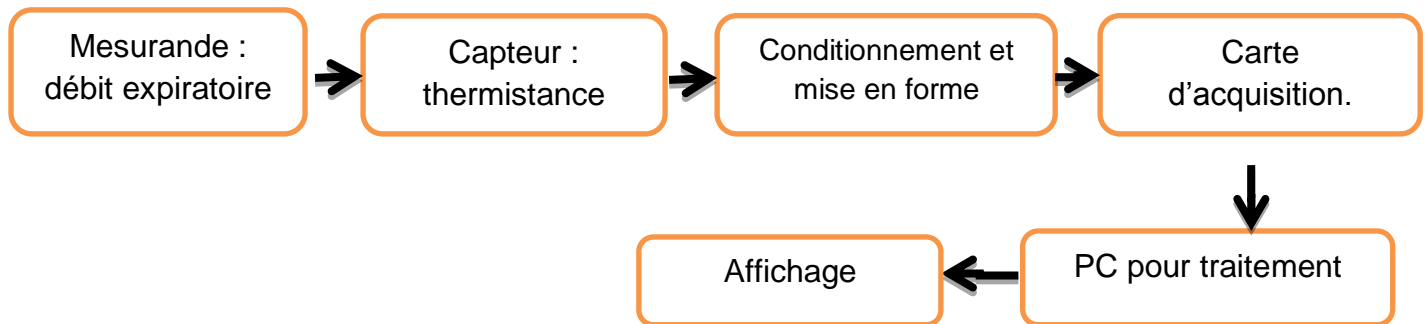 Mesurande :
débit expiratoire
Capteur :
thermistance
Conditionnement et
mise en forme
Carte
d’acquisition.
PC pour traitement
Affichage